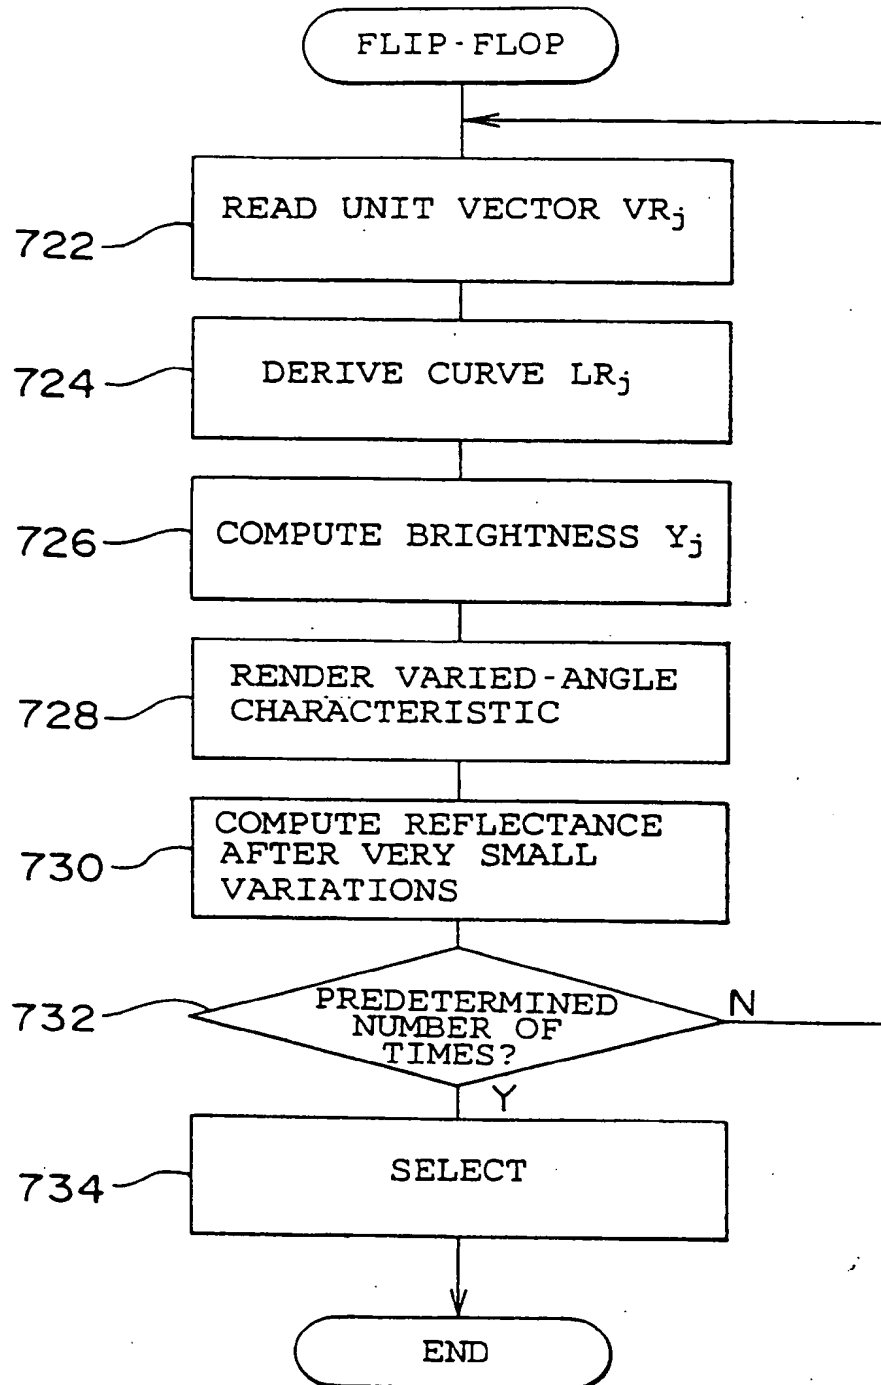 FLIP-FLOP
READ UNIT VECTOR VRj
722
DERIVE CURVE LRj
724
COMPUTE BRIGHTNESS Yj
726
RENDER VARIED-ANGLE
CHARACTERISTIC
728
COMPUTE REFLECTANCE
AFTER VERY SMALL
VARIATIONS
730
PREDETERMINED
NUMBER OF
TIMES?
732
N
Y
SELECT
734
END